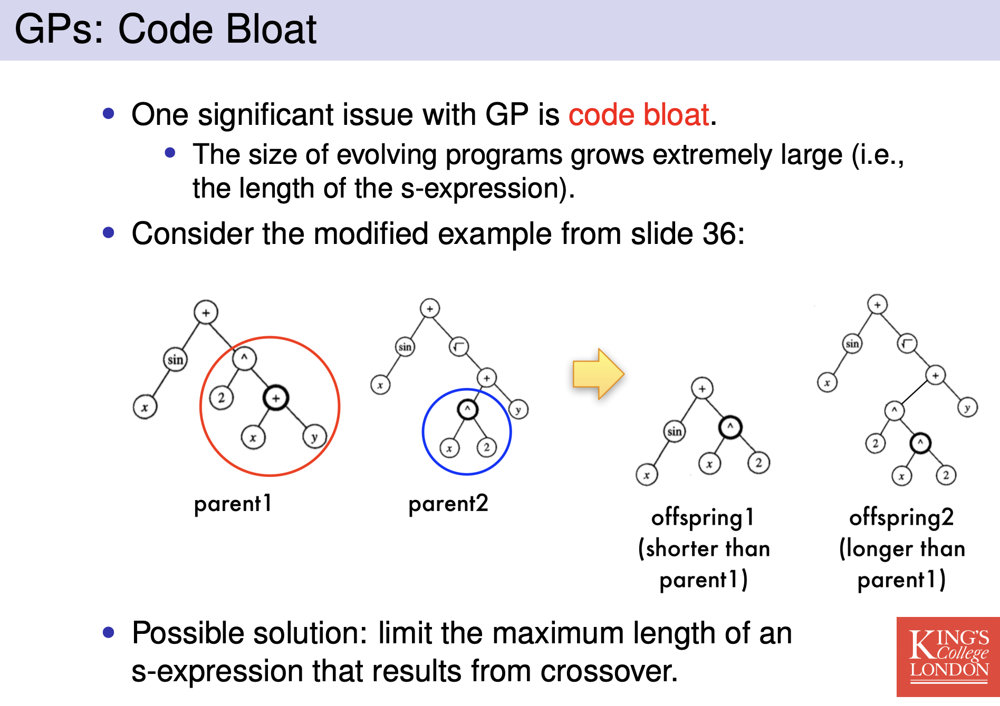 GPs: Code Bloat
• One significant issue with GP is code bloat.
• The size of evolving programs grows extremely large (i.e.,
the length of the s-expression).
• Consider the modified example from slide 36:
+
sin
^
x
2
+
x
y
parent1
+
sin
√
x
+
^
y
x
2
parent2
+
sin
^
x
x
2
offspring1
(shorter than
parent1)
+
sin
√
x
+
^
y
2
^
x
2
offspring2
(longer than
parent1)
• Possible solution: limit the maximum length of an
s-expression that results from crossover.
KING'S
College
LONDON